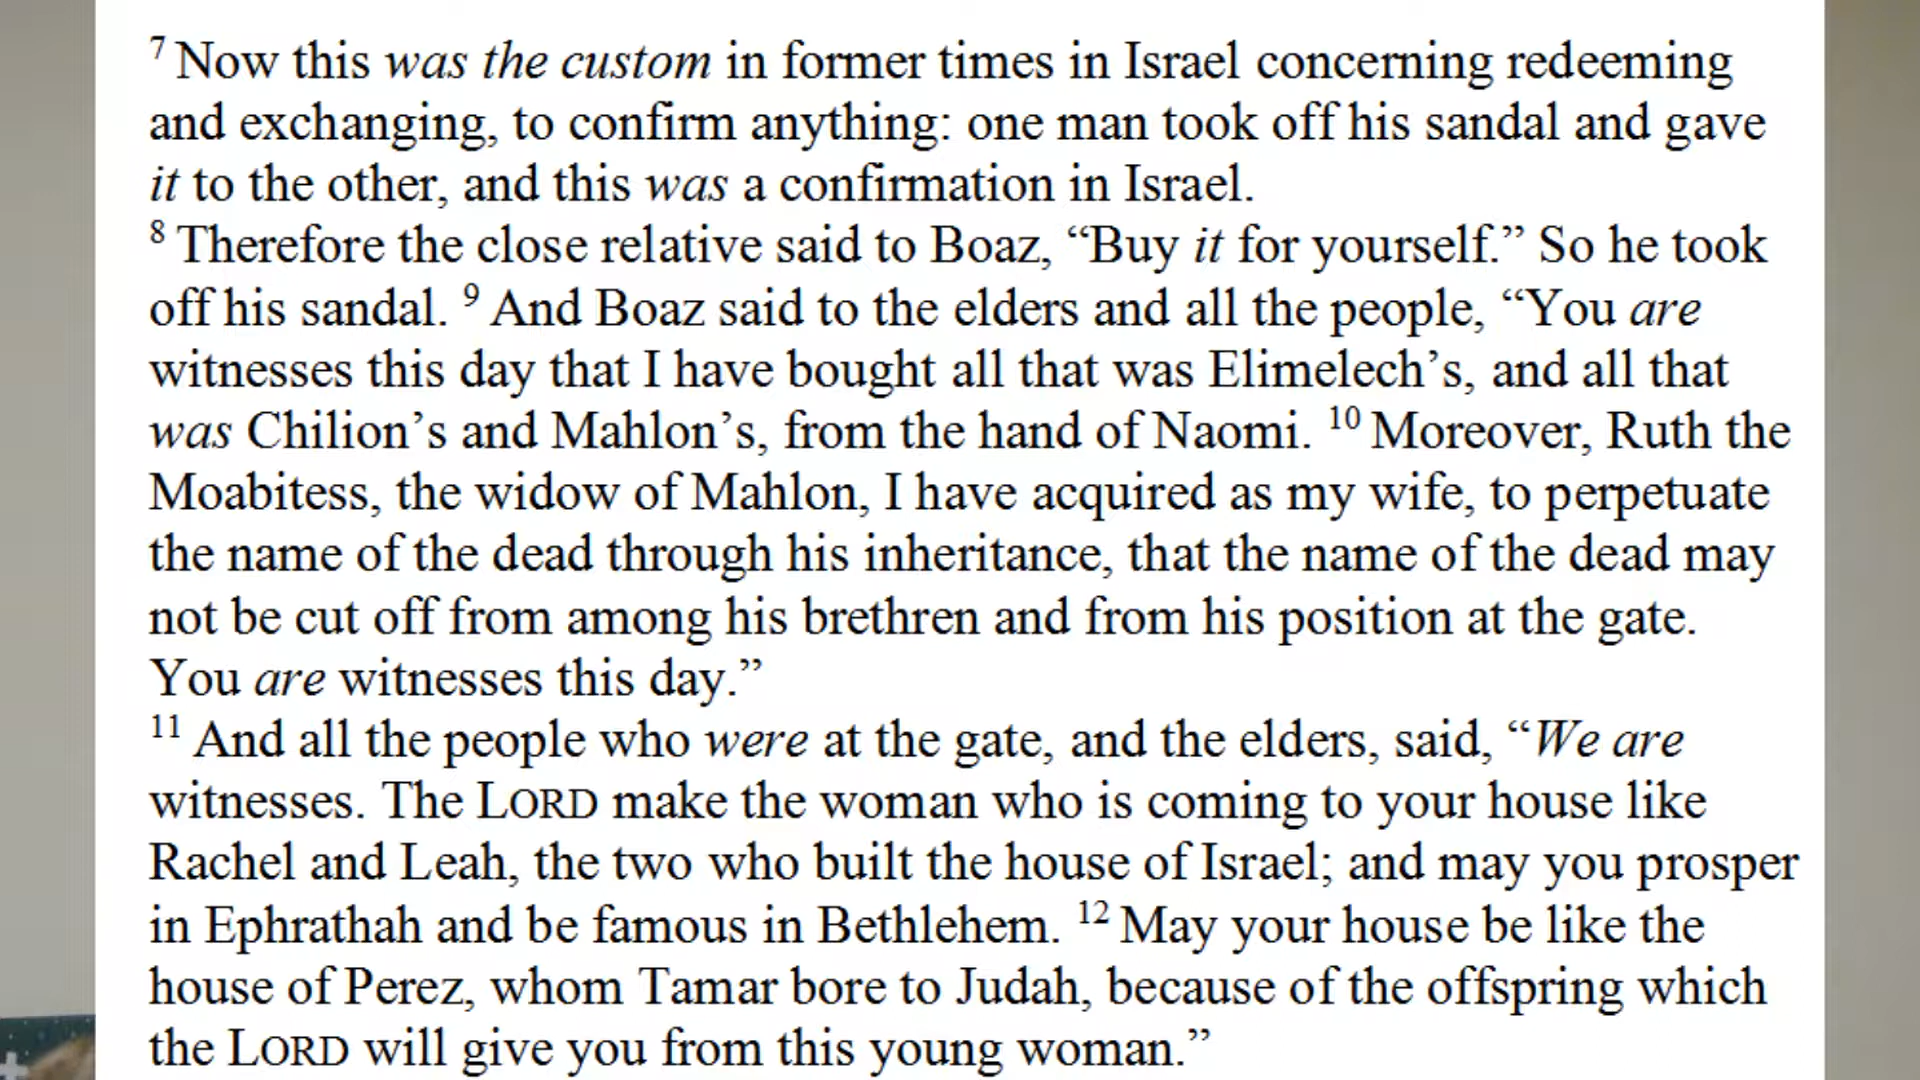 7 Now this was the custom in former times in Israel concerning redeeming
and exchanging, to confirm anything: one man took off his sandal and gave
it to the other, and this was a confirmation in Israel.
8 Therefore the close relative said to Boaz, “Buy it for yourself.” So he took
off his sandal. 9 And Boaz said to the elders and all the people, “You are
witnesses this day that I have bought all that was Elimelech’s, and all that
was Chilion’s and Mahlon’s, from the hand of Naomi. 10 Moreover, Ruth the
Moabitess, the widow of Mahlon, I have acquired as my wife, to perpetuate
the name of the dead through his inheritance, that the name of the dead may
not be cut off from among his brethren and from his position at the gate.
You are witnesses this day.”
11 And all the people who were at the gate, and the elders, said, “We are
witnesses. The LORD make the woman who is coming to your house like
Rachel and Leah, the two who built the house of Israel; and may you prosper
in Ephrathah and be famous in Bethlehem. 12 May your house be like the
house of Perez, whom Tamar bore to Judah, because of the offspring which
the LORD will give you from this young woman.”